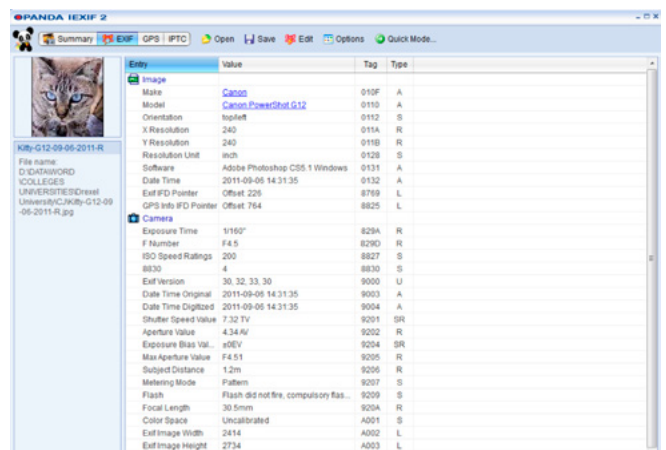 OPANDA IEXIF 2
Summary EXIF GPS IPTC Open Save Edit Options Quick Mode...
Entry Value Tag Type
Image
Make Canon 010F A
Model Canon PowerShot G12 0110 A
Orientation top/left 0112 S
X Resolution 240 011A R
Y Resolution 240 011B R
Resolution Unit inch 0128 S
Software Adobe Photoshop CS5.1 Windows 0131 A
Date Time 2011-09-06 14:31:35 0132 A
Exif IFD Pointer Offset: 226 8769 L
GPS Info IFD Pointer Offset: 764 8825 L
Camera
Exposure Time 1/160" 829A R
F Number F4.5 829D R
ISO Speed Ratings 200 8827 S
8830 4 8830 S
Exif Version 30, 32, 33, 30 9000 U
Date Time Original 2011-09-06 14:31:35 9003 A
Date Time Digitized 2011-09-06 14:31:35 9004 A
Shutter Speed Value 7.32 TV 9201 SR
Aperture Value 4.34 AV 9202 R
Exposure Bias Val... ±0EV 9204 SR
Max Aperture Value F4.51 9205 R
Subject Distance 1.2m 9206 R
Metering Mode Pattern 9207 S
Flash Flash did not fire, compulsory flas... 9209 S
Focal Length 30.5mm 920A R
Color Space Uncalibrated A001 S
Exif Image Width 2414 A002 L
Exif Image Height 2734 A003 L
Kitty-G12-09-06-2011-R
File name:
D:\DATA\WORD
\COLLEGES
UNIVERSITIES\Drexel
University\CJ\Kitty-G12-09
-06-2011-R.jpg